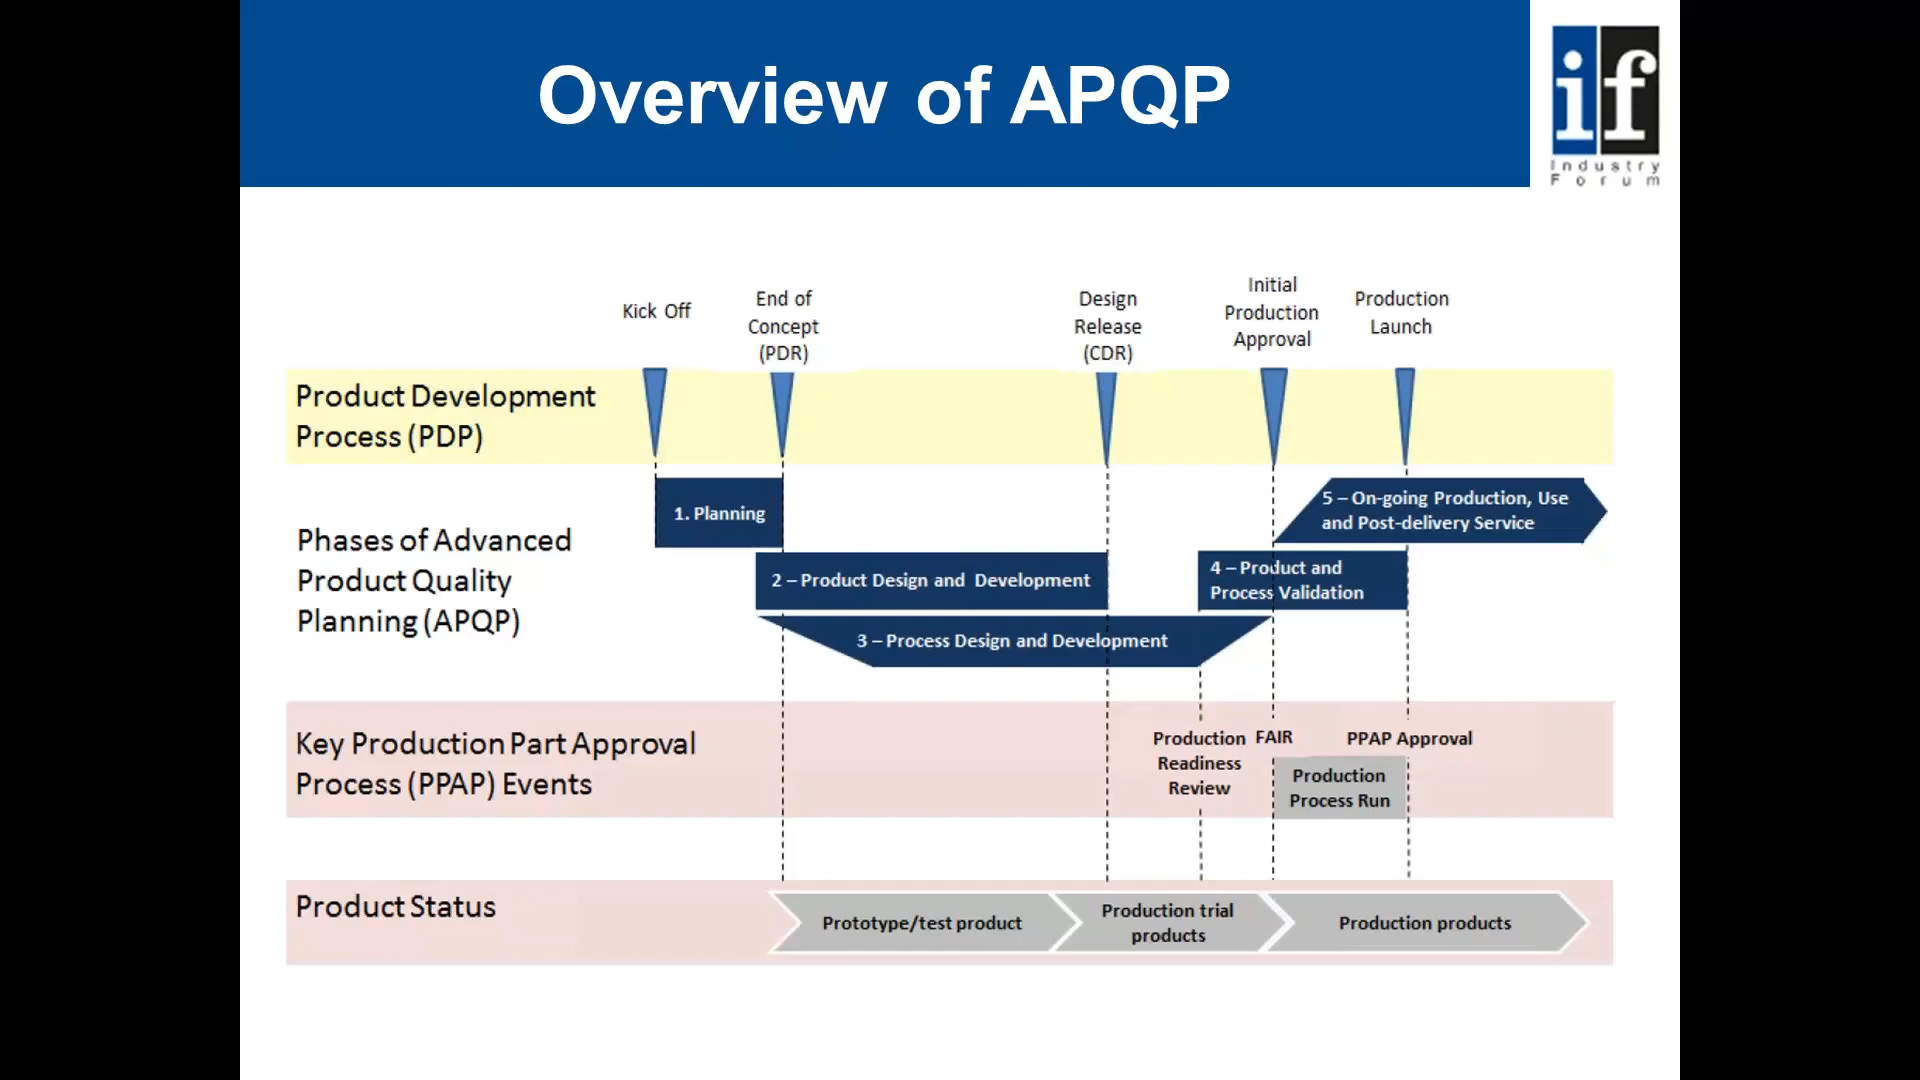 Overview of APQP
if
Industry
Forum
Kick Off
End of
Concept
(PDR)
Design
Release
(CDR)
Initial
Production
Approval
Production
Launch
Product Development
Process (PDP)
Phases of Advanced
Product Quality
Planning (APQP)
1. Planning
2 – Product Design and Development
3 – Process Design and Development
4 – Product and
Process Validation
5 – On-going Production, Use
and Post-delivery Service
Key Production Part Approval
Process (PPAP) Events
Production
Readiness
Review
FAIR
PPAP Approval
Production
Process Run
Product Status
Prototype/test product
Production trial
products
Production products